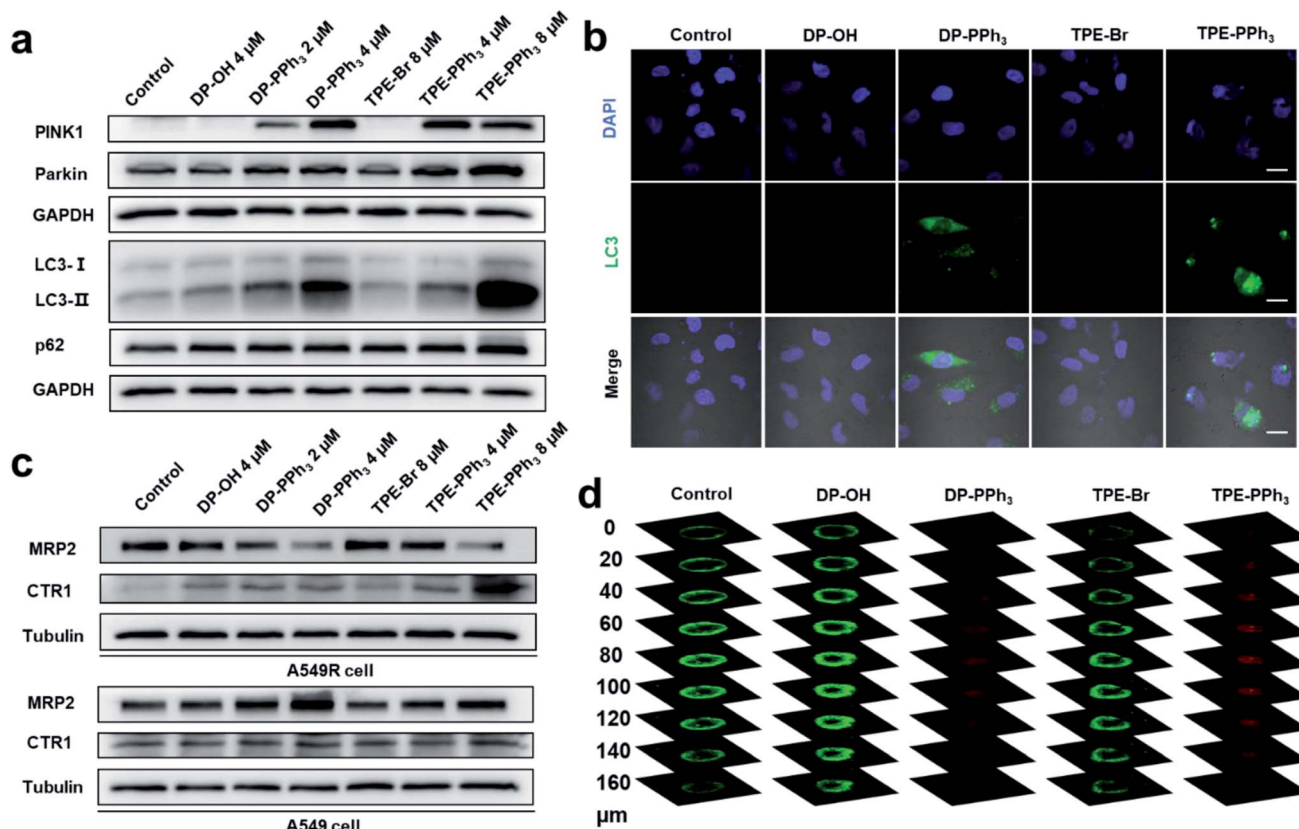 a
Control
DP-OH 4 µM
DP-PPh₃ 2 µM
DP-PPh₃ 4 µM
TPE-Br 8 µM
TPE-PPh₃ 4 µM
TPE-PPh₃ 8 µM
PINK1
Parkin
GAPDH
LC3-I
LC3-II
p62
GAPDH
b
Control DP-OH DP-PPh₃ TPE-Br TPE-PPh₃
DAPI
LC3
Merge
c
Control
DP-OH 4 µM
DP-PPh₃ 2 µM
DP-PPh₃ 4 µM
TPE-Br 8 µM
TPE-PPh₃ 4 µM
TPE-PPh₃ 8 µM
MRP2
CTR1
Tubulin
A549R cell
MRP2
CTR1
Tubulin
A549 cell
d
Control DP-OH DP-PPh₃ TPE-Br TPE-PPh₃
0
20
40
60
80
100
120
140
160
µm